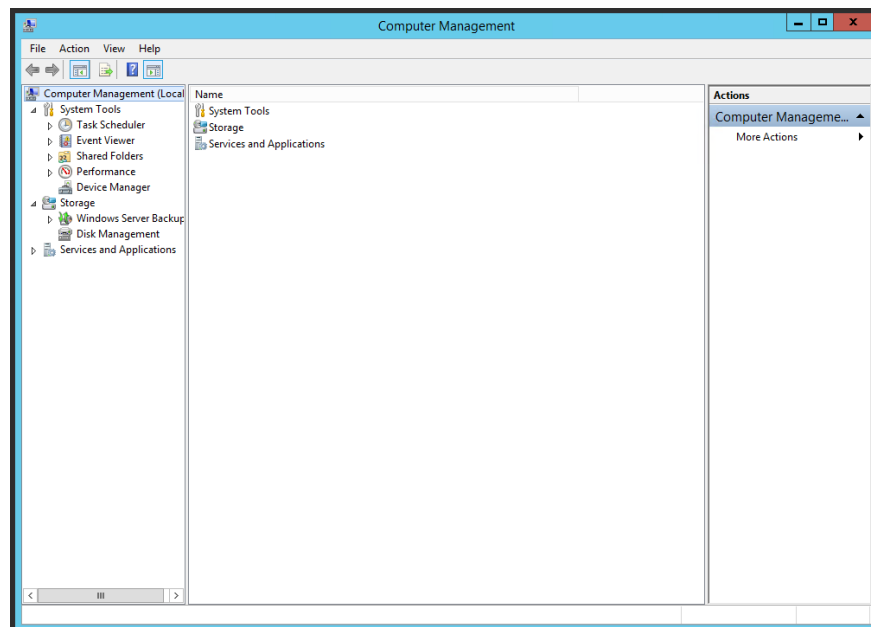 Computer Management
File Action View Help
Computer Management (Local
System Tools
Task Scheduler
Event Viewer
Shared Folders
Performance
Device Manager
Storage
Windows Server Backup
Disk Management
Services and Applications
Name
System Tools
Storage
Services and Applications
Actions
Computer Manageme...
More Actions